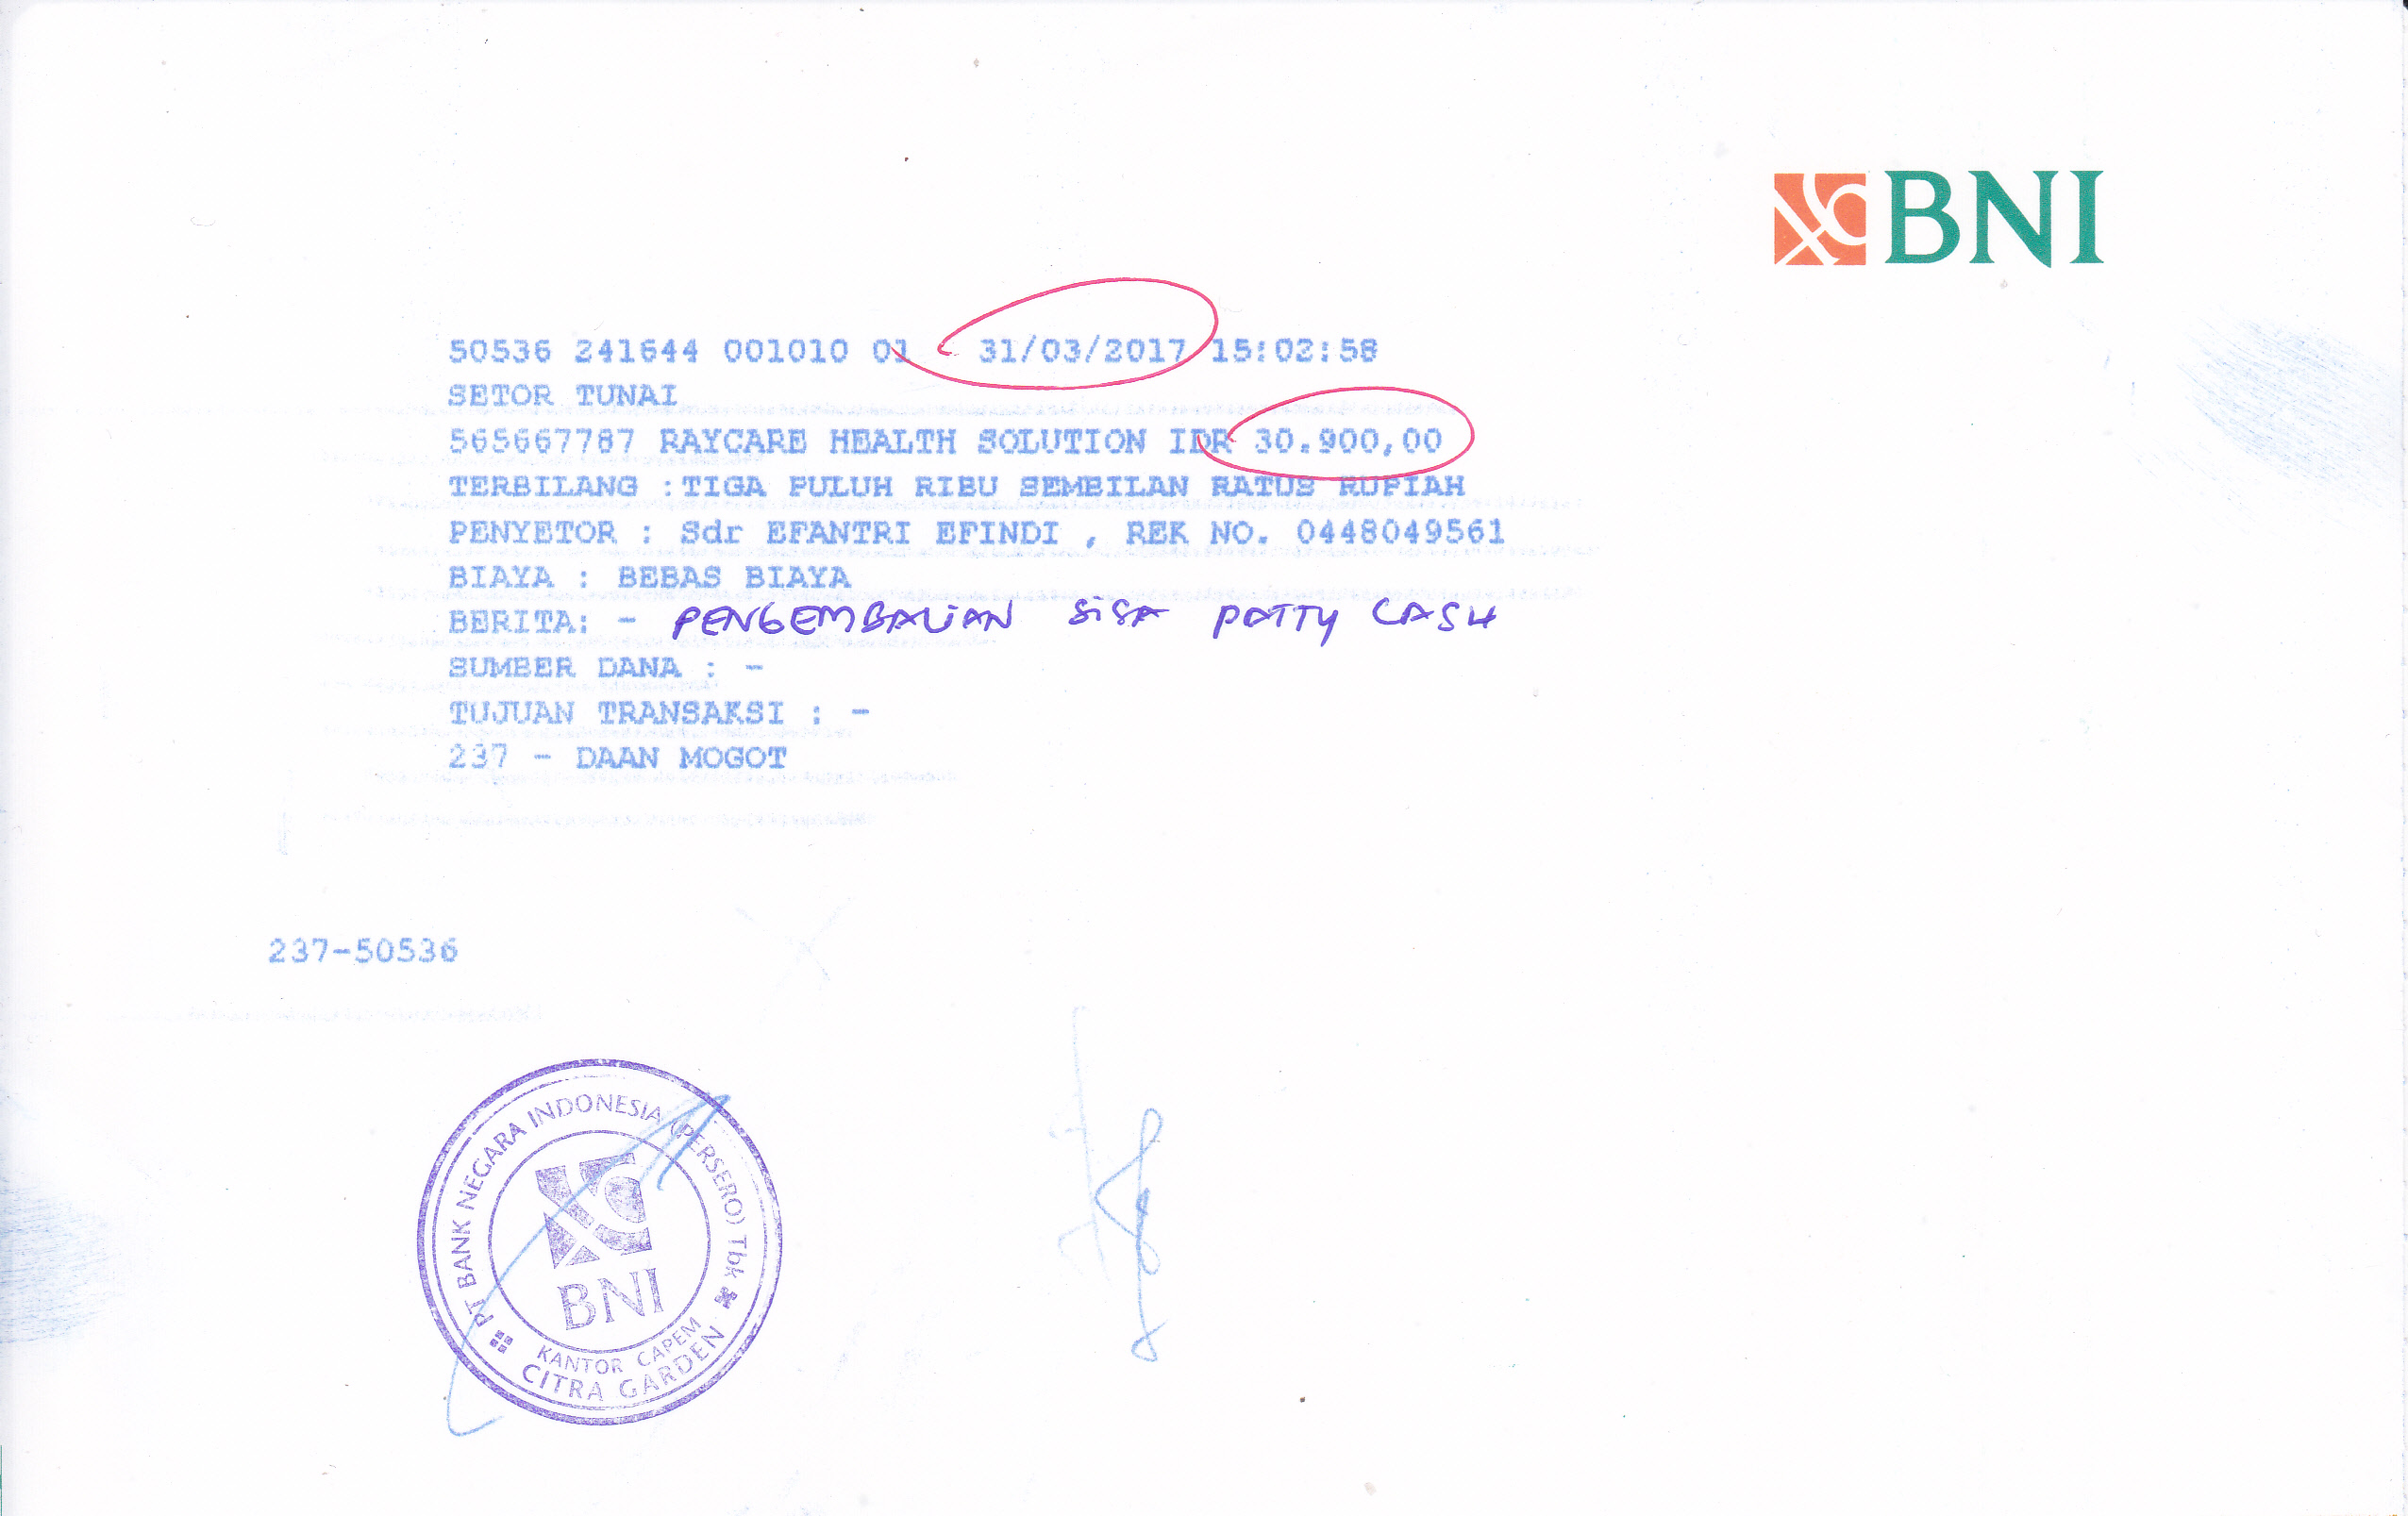 BNI
50536 241644 001010 01 31/03/2017 15:02:58
SETOR TUNAI
565667787 RAYCARE HEALTH SOLUTION IDR 30.900,00
TERBILANG :TIGA PULUH RIBU SEMBILAN RATUS RUPIAH
PENYETOR : Sdr EFANTRI EFINDI , REK NO. 0448049561
BIAYA : BEBAS BIAYA
BERITA: - PENGEMBALIAN SISA PETTY CASH
SUMBER DANA : -
TUJUAN TRANSAKSI : -
237 - DAAN MOGOT
237-50536
PT BANK NEGARA INDONESIA (PERSERO) Tbk
BNI
KANTOR CAPEM
CITRA GARDEN